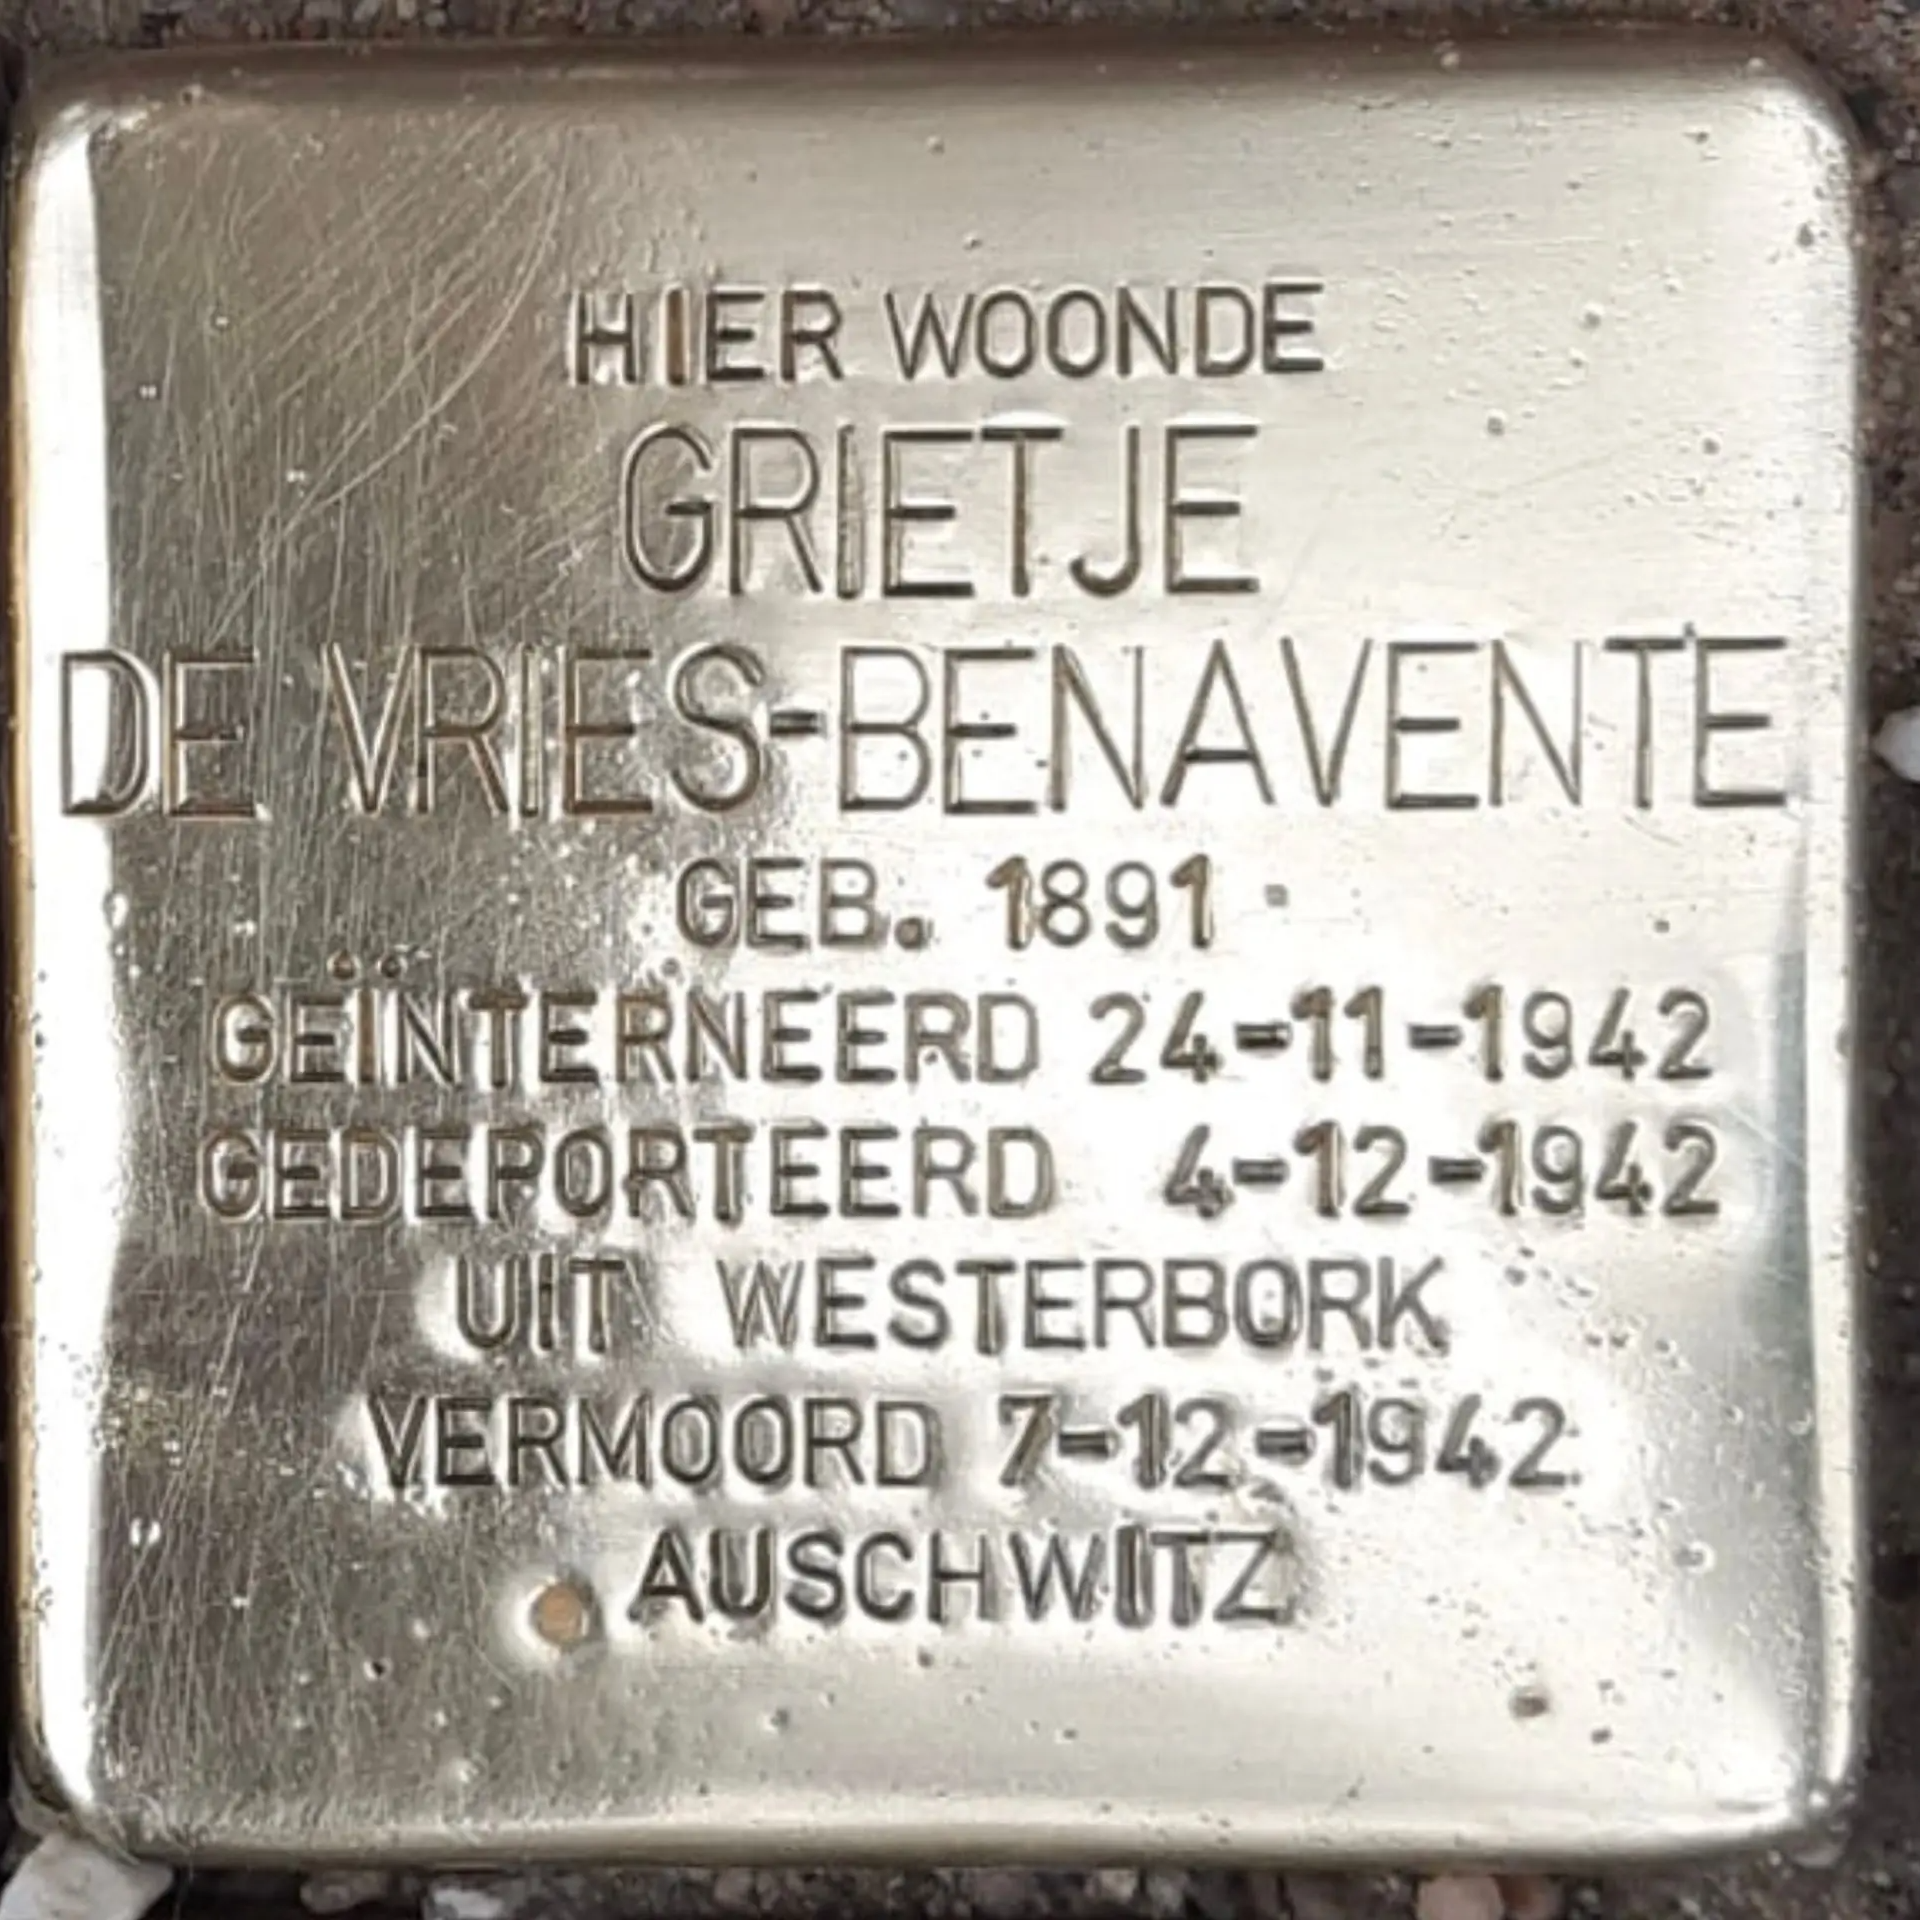 HIER WOONDE
GRIETJE
DE VRIES-BENAVENTE
GEB. 1891
GEÏNTERNEERD 24-11-1942
GEDEPORTEERD 4-12-1942
UIT WESTERBORK
VERMOORD 7-12-1942
AUSCHWITZ